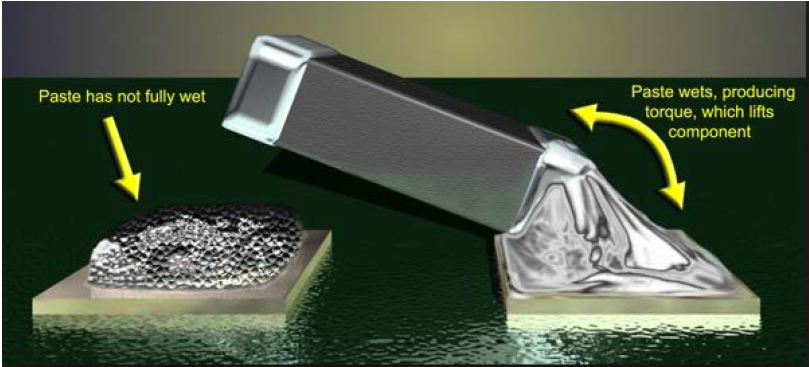 Paste has not fully wet
Paste wets, producing
torque, which lifts
component